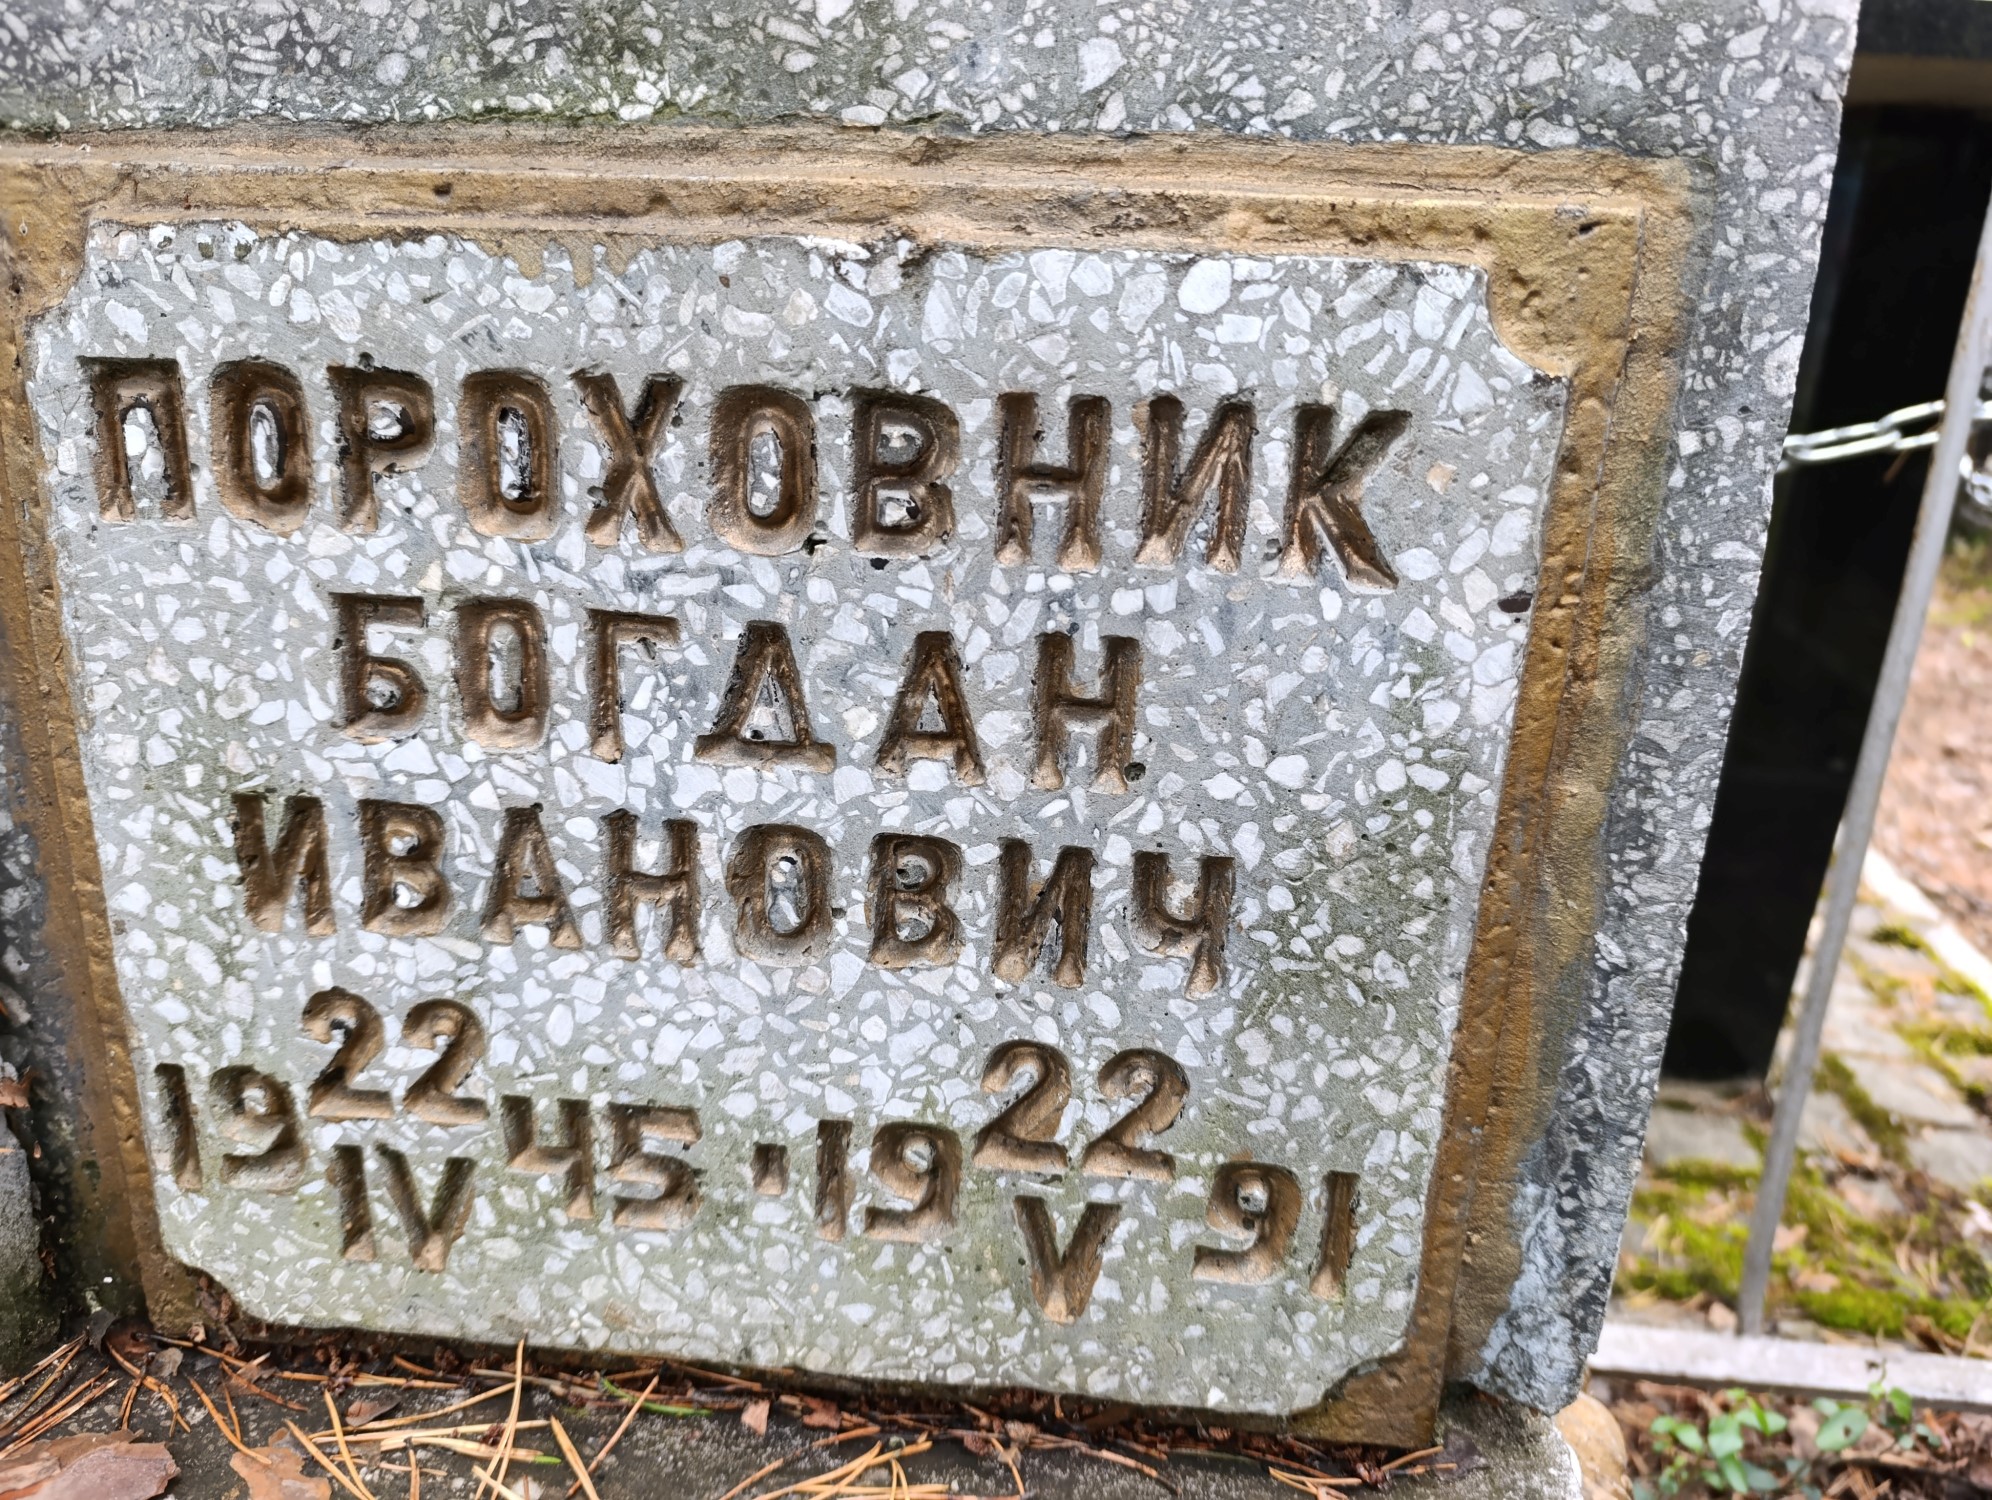 ПОРОХОВНИК
БОГДАН
ИВАНОВИЧ
19 22/IV 45 · 19 22/V 91